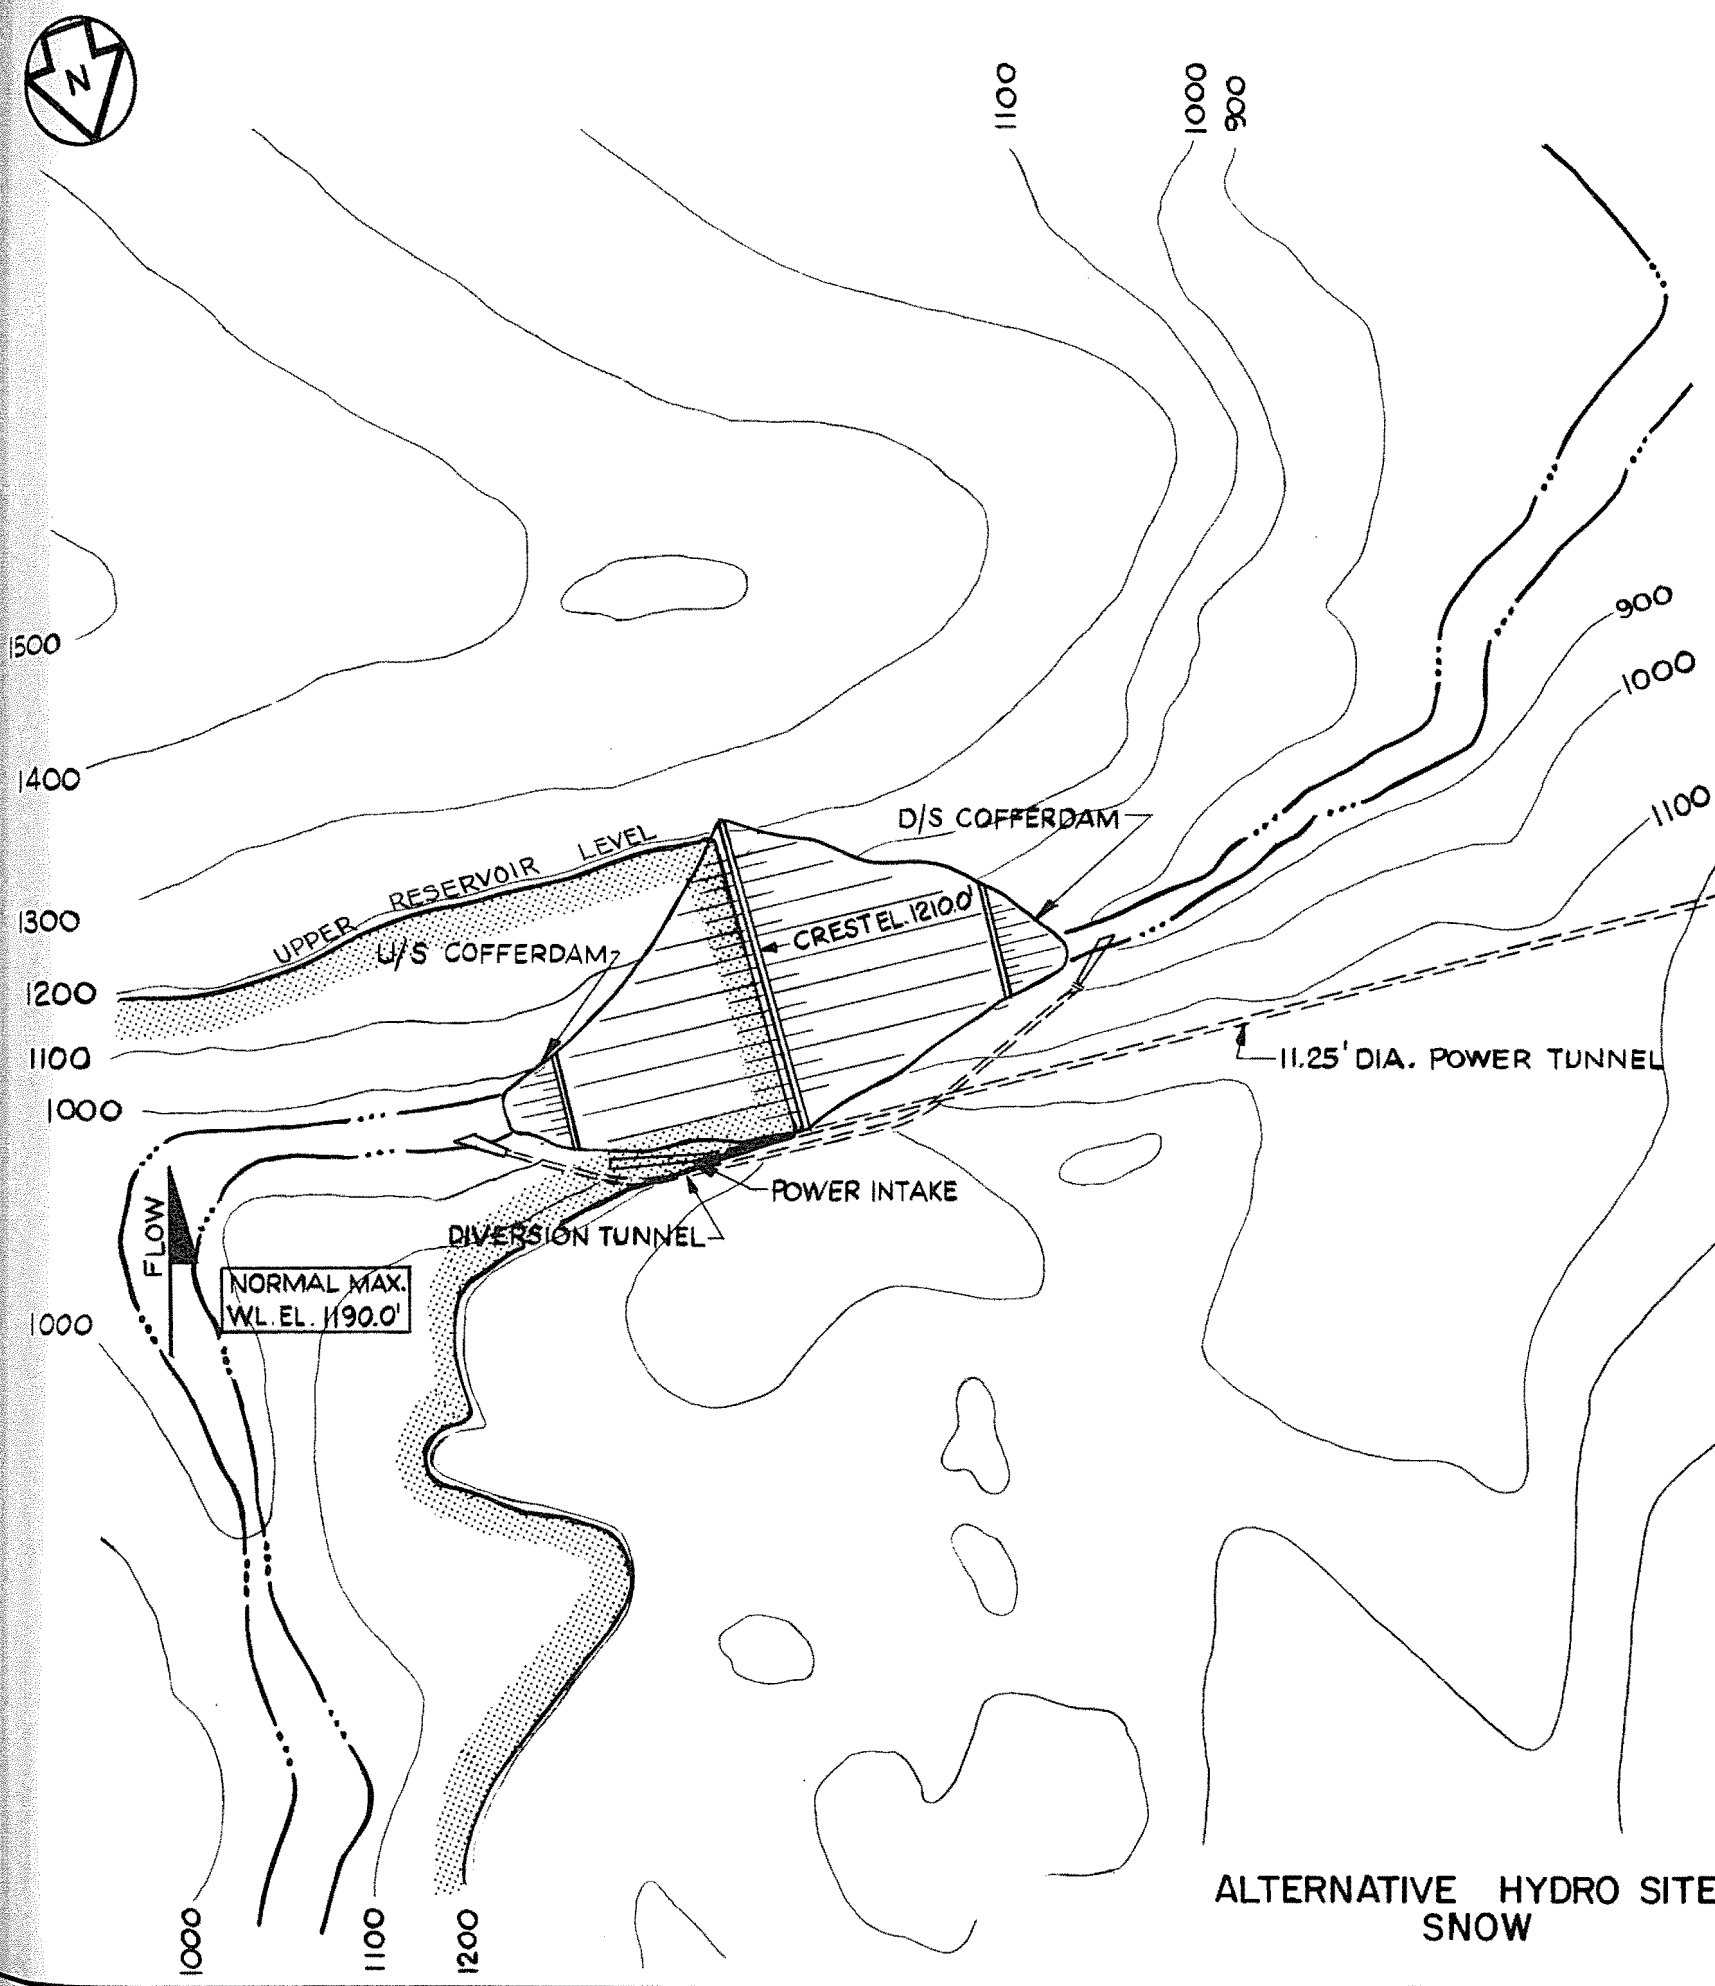 N
1100
1000
900
900
1000
1100
1500
1400
1300
1200
1100
1000
1000
D/S COFFERDAM
UPPER RESERVOIR LEVEL
U/S COFFERDAM
CREST EL. 1210.0'
11.25' DIA. POWER TUNNEL
POWER INTAKE
DIVERSION TUNNEL
FLOW
NORMAL MAX.
WL. EL. 1190.0'
1000
1100
1200
ALTERNATIVE HYDRO SITE
SNOW